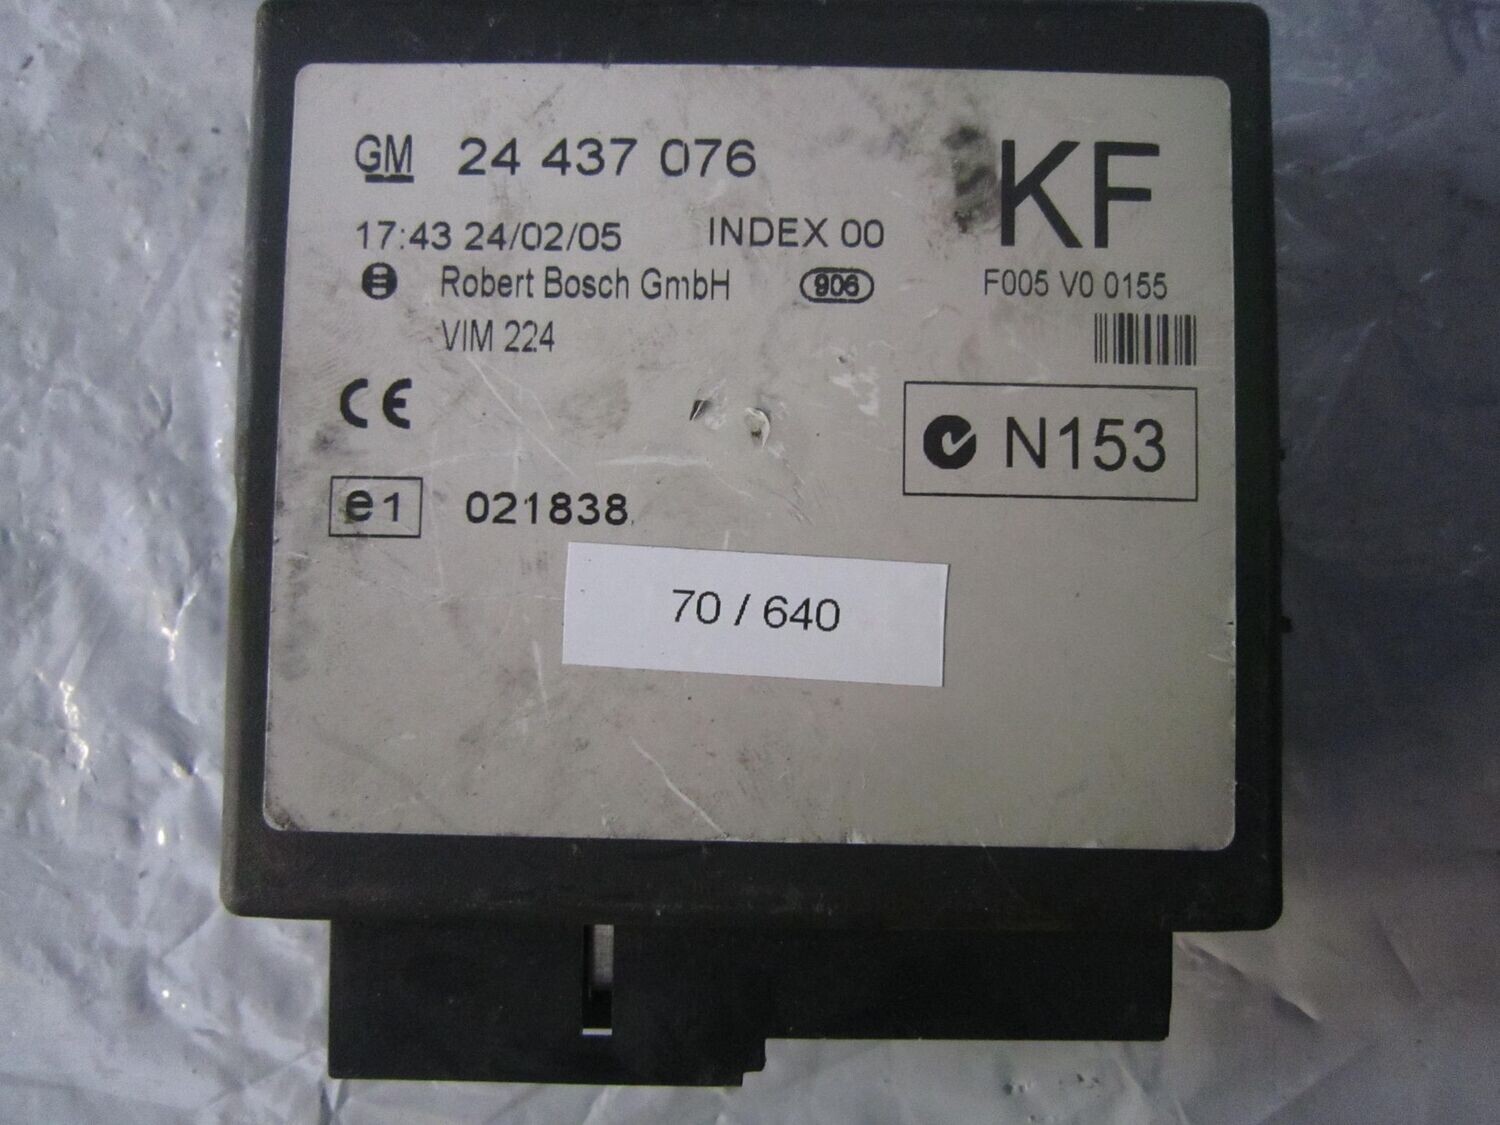 GM 24 437 076 KF
17:43 24/02/05 INDEX 00
Robert Bosch GmbH 906 F005 V0 0155
VIM 224
CE
N153
e1 021838
70 / 640